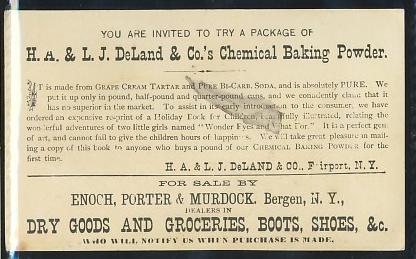 YOU ARE INVITED TO TRY A PACKAGE OF
H. A. & L. J. DeLand & Co.'s Chemical Baking Powder.
IT is made from GRAPE CREAM TARTAR and PURE BI-CARB. SODA, and is absolutely PURE. We
put it up only in pound, half-pound and quarter-pound cans, and we confidently claim that it
has no superior in the market. To assist in its early introduction to the consumer, we have
ordered an expensive reprint of a Holiday Book for Children, illustrated, relating the
wonderful adventures of two little girls named "Wonder Eyes and What For." It is a perfect gem
of art, and cannot fail to give the children hours of happiness. We will take great pleasure in mail-
ing a copy of this book to anyone who buys a pound of our CHEMICAL BAKING POWDER for the
first time.
H. A. & L. J. DeLAND & CO., Fairport, N. Y.
FOR SALE BY
ENOCH, PORTER & MURDOCK. Bergen, N. Y.,
DEALERS IN
DRY GOODS AND GROCERIES, BOOTS, SHOES, &c.
WHO WILL NOTIFY US WHEN PURCHASE IS MADE.